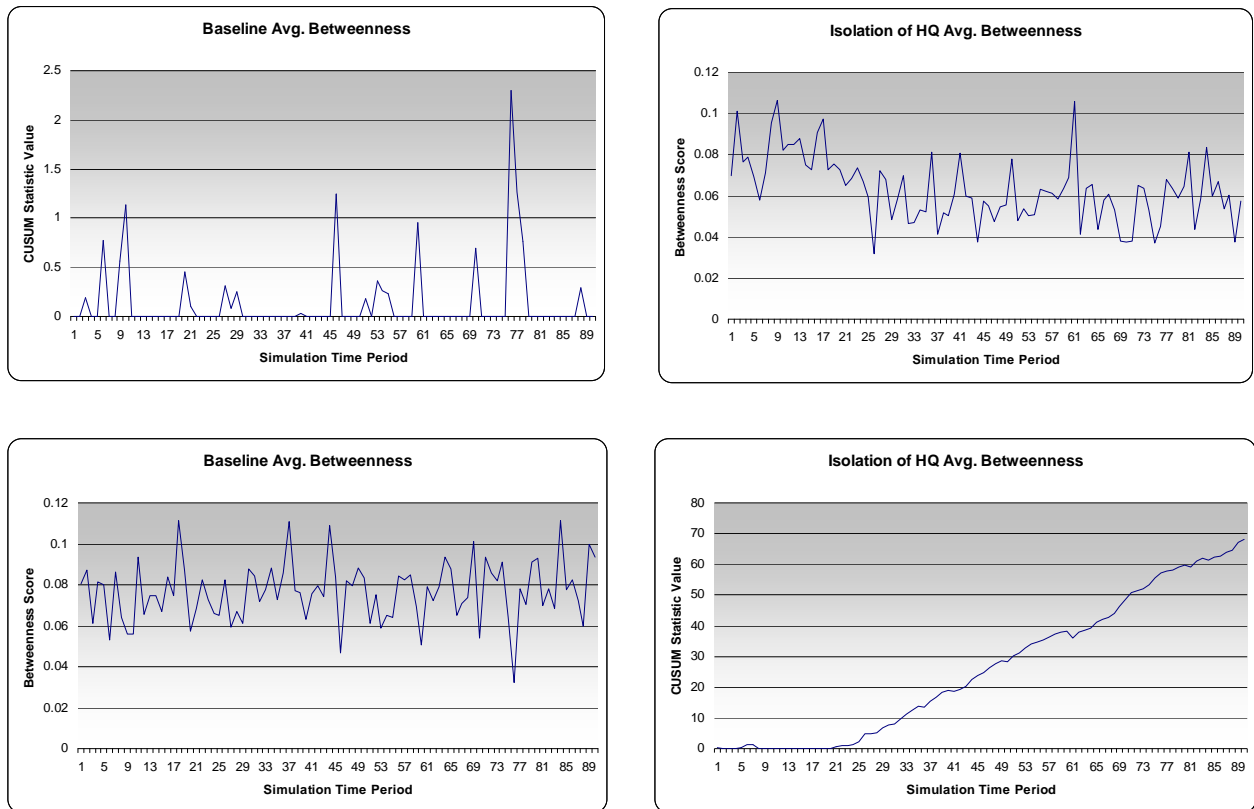 Baseline Avg. Betweenness
CUSUM Statistic Value
2.5
2
1.5
1
0.5
0
1 5 9 13 17 21 25 29 33 37 41 45 49 53 57 61 65 69 73 77 81 85 89
Simulation Time Period
Isolation of HQ Avg. Betweenness
Betweenness Score
0.12
0.1
0.08
0.06
0.04
0.02
0
1 5 9 13 17 21 25 29 33 37 41 45 49 53 57 61 65 69 73 77 81 85 89
Simulation Time Period
Baseline Avg. Betweenness
Betweenness Score
0.12
0.1
0.08
0.06
0.04
0.02
0
1 5 9 13 17 21 25 29 33 37 41 45 49 53 57 61 65 69 73 77 81 85 89
Simulation Time Period
Isolation of HQ Avg. Betweenness
CUSUM Statistic Value
80
70
60
50
40
30
20
10
0
1 5 9 13 17 21 25 29 33 37 41 45 49 53 57 61 65 69 73 77 81 85 89
Simulation Time Period